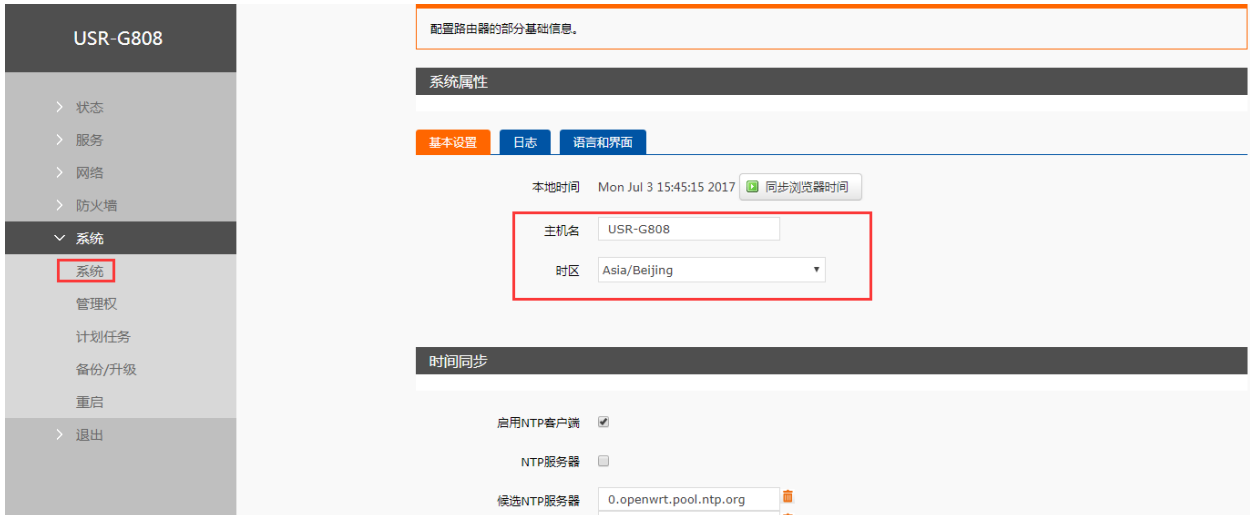 USR-G808
状态
服务
网络
防火墙
系统
系统
管理权
计划任务
备份/升级
重启
退出
配置路由器的部分基础信息。
系统属性
基本设置 日志 语言和界面
本地时间 Mon Jul 3 15:45:15 2017 同步浏览器时间
主机名 USR-G808
时区 Asia/Beijing
时间同步
启用NTP客户端
NTP服务器
候选NTP服务器 0.openwrt.pool.ntp.org